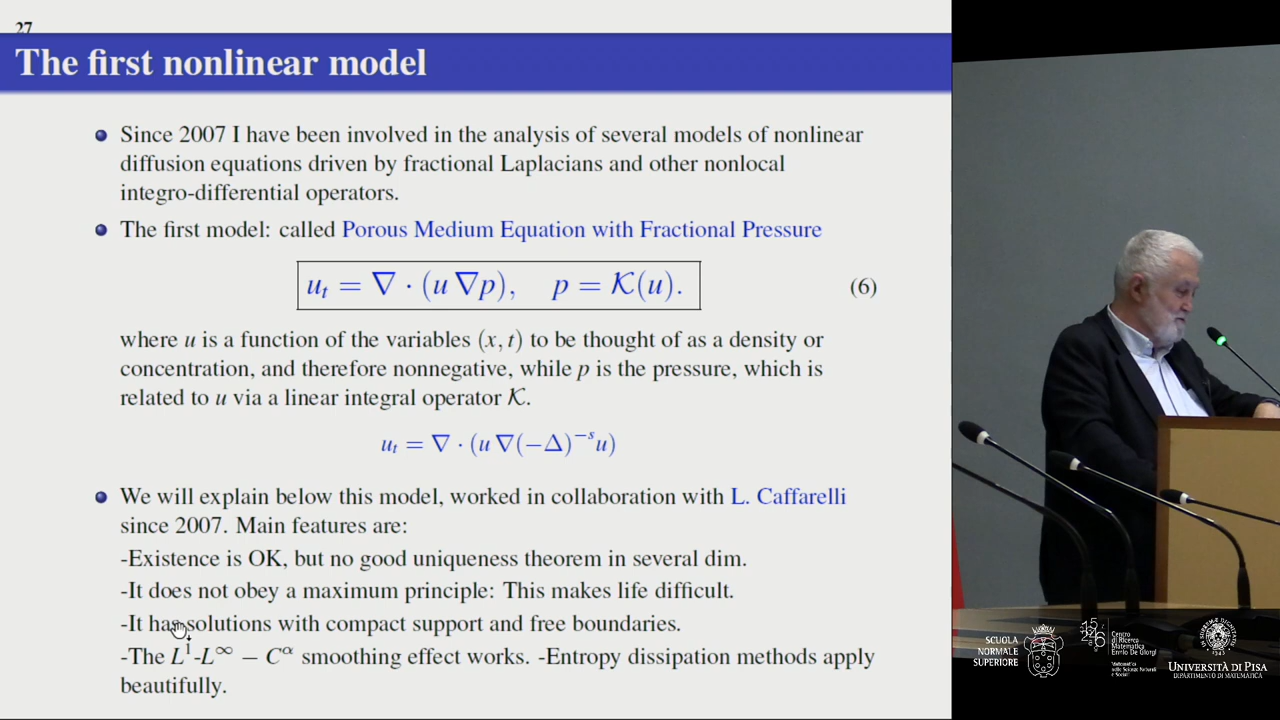 27
The first nonlinear model
Since 2007 I have been involved in the analysis of several models of nonlinear
diffusion equations driven by fractional Laplacians and other nonlocal
integro-differential operators.
The first model: called Porous Medium Equation with Fractional Pressure
u_t = ∇ · (u ∇p), p = 𝒦(u). (6)
where u is a function of the variables (x, t) to be thought of as a density or
concentration, and therefore nonnegative, while p is the pressure, which is
related to u via a linear integral operator 𝒦.
u_t = ∇ · (u ∇(−Δ)^{−s}u)
We will explain below this model, worked in collaboration with L. Caffarelli
since 2007. Main features are:
-Existence is OK, but no good uniqueness theorem in several dim.
-It does not obey a maximum principle: This makes life difficult.
-It has solutions with compact support and free boundaries.
-The L^1-L^∞ − C^α smoothing effect works. -Entropy dissipation methods apply
beautifully.
SCUOLA
NORMALE
SUPERIORE
Centro
di Ricerca
Matematica
Ennio De Giorgi
UNIVERSITÀ DI PISA
DIPARTIMENTO DI MATEMATICA